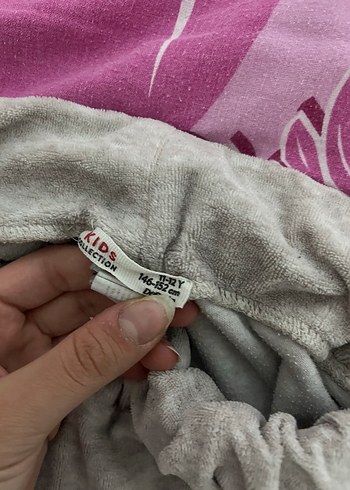 KIDS
COLLECTION
11-12 Y
146-152 cm